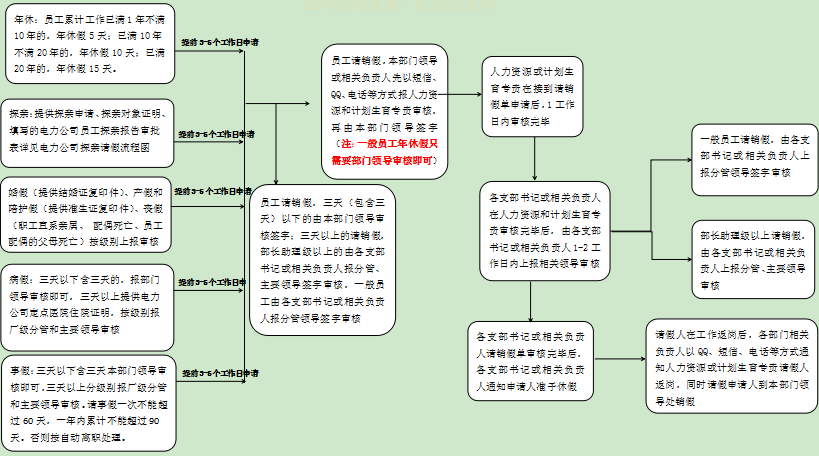 年休：员工累计工作已满 1 年不满
10年的，年休假 5 天；已满 10年
不满 20年的，年休假 10 天；已满
20年的，年休假 15 天。
提前 3-5个工作日申请
探亲：提供探亲申请、探亲对象证明、
填写的电力公司员工探亲报告审批
表详见电力公司探亲请假流程图
提前 3-5个工作日申请
婚假（提供结婚证复印件）、产假和
陪护假（提供准生证复印件）、丧假
（职工直系亲属、 配偶死亡、员工
配偶的父母死亡）按级别上报审核
提前 3-5 个工作日申请
病假：三天以下含三天的，报部门
领导审核即可，三天以上提供电力
公司定点医院住院证明，按级别报
厂级分管和主要领导审核
提前 3-5个工作日申
事假：三天以下含三天本部门领导审
核即可，三天以上分级别报厂级分管
和主要领导审核。请事假一次不能超
过 60 天，一年内累计不能超过 90
天。否则按自动离职处理。
提前 3-5个工作日申请
员工请销假，本部门领导
或相关负责人先以短信、
QQ、电话等方式报人力资
源和计划生育专责审核，
再由本部门领导签字
（注：一般员工年休假只
需要部门领导审核即可）
员工请销假，三天（包含三
天）以下的由本部门领导审
核签字；三天以上的请销假，
部长助理级以上的由各支部
书记或相关负责人报分管、
主要领导签字审核，一般员
工由各支部书记或相关负责
人报分管领导签字审核
人力资源或计划生
育专责在接到请销
假单申请后，1 工作
日内审核完毕
各支部书记或相关负责人
在人力资源和计划生育专
责审核完毕后，由各支部
书记或相关负责人1-2 工
作日内上报相关领导审核
一般员工请销假，由各支
部书记或相关负责人上
报分管领导签字审核
部长助理级以上请销假，
由各支部书记或相关负
责人上报分管、主要领导
审核
各支部书记或相关负责
人请销假单审核完毕后，
各支部书记或相关负责
人通知申请人准予休假
请假人在工作返岗后，各部门相关
负责人以 QQ、短信、电话等方式通
知人力资源或计划生育专责请假人
返岗，同时请假申请人到本部门领
导处销假